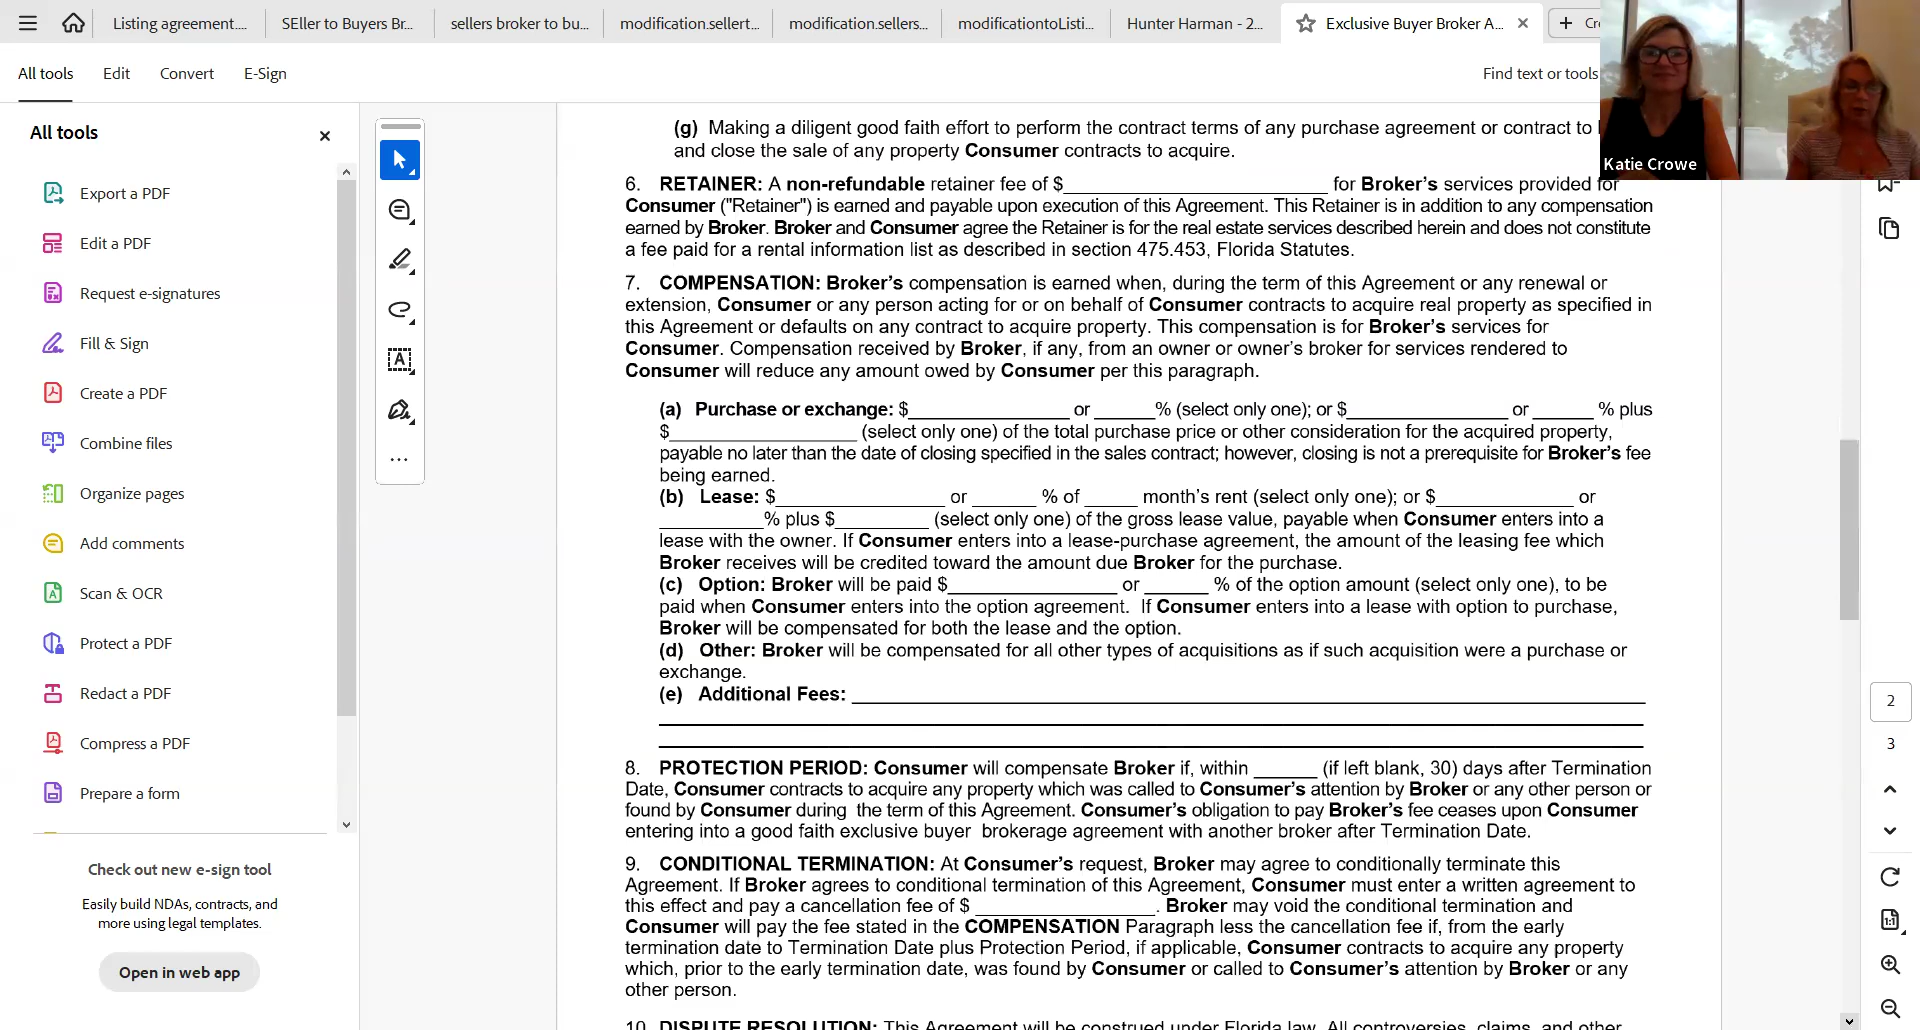 Listing agreement....
SEller to Buyers Br...
sellers broker to bu...
modification.sellert...
modification.sellers...
modificationtoListi...
Hunter Harman - 2...
Exclusive Buyer Broker A...
All tools
Edit
Convert
E-Sign
Find text or tools
Katie Crowe
All tools
Export a PDF
Edit a PDF
Request e-signatures
Fill & Sign
Create a PDF
Combine files
Organize pages
Add comments
Scan & OCR
Protect a PDF
Redact a PDF
Compress a PDF
Prepare a form
Check out new e-sign tool
Easily build NDAs, contracts, and
more using legal templates.
Open in web app
(g) Making a diligent good faith effort to perform the contract terms of any purchase agreement or contract to
and close the sale of any property Consumer contracts to acquire.
6. RETAINER: A non-refundable retainer fee of $________________________ for Broker's services provided for
Consumer ("Retainer") is earned and payable upon execution of this Agreement. This Retainer is in addition to any compensation
earned by Broker. Broker and Consumer agree the Retainer is for the real estate services described herein and does not constitute
a fee paid for a rental information list as described in section 475.453, Florida Statutes.
7. COMPENSATION: Broker's compensation is earned when, during the term of this Agreement or any renewal or
extension, Consumer or any person acting for or on behalf of Consumer contracts to acquire real property as specified in
this Agreement or defaults on any contract to acquire property. This compensation is for Broker's services for
Consumer. Compensation received by Broker, if any, from an owner or owner's broker for services rendered to
Consumer will reduce any amount owed by Consumer per this paragraph.
(a) Purchase or exchange: $_______________ or ______% (select only one); or $_______________ or ______ % plus
$_________________ (select only one) of the total purchase price or other consideration for the acquired property,
payable no later than the date of closing specified in the sales contract; however, closing is not a prerequisite for Broker's fee
being earned.
(b) Lease: $________________ or ______ % of _____ month's rent (select only one); or $_____________ or
__________% plus $_________ (select only one) of the gross lease value, payable when Consumer enters into a
lease with the owner. If Consumer enters into a lease-purchase agreement, the amount of the leasing fee which
Broker receives will be credited toward the amount due Broker for the purchase.
(c) Option: Broker will be paid $________________ or ______ % of the option amount (select only one), to be
paid when Consumer enters into the option agreement. If Consumer enters into a lease with option to purchase,
Broker will be compensated for both the lease and the option.
(d) Other: Broker will be compensated for all other types of acquisitions as if such acquisition were a purchase or
exchange.
(e) Additional Fees: ________________________
8. PROTECTION PERIOD: Consumer will compensate Broker if, within ______ (if left blank, 30) days after Termination
Date, Consumer contracts to acquire any property which was called to Consumer's attention by Broker or any other person or
found by Consumer during the term of this Agreement. Consumer's obligation to pay Broker's fee ceases upon Consumer
entering into a good faith exclusive buyer brokerage agreement with another broker after Termination Date.
9. CONDITIONAL TERMINATION: At Consumer's request, Broker may agree to conditionally terminate this
Agreement. If Broker agrees to conditional termination of this Agreement, Consumer must enter a written agreement to
this effect and pay a cancellation fee of $ _________________. Broker may void the conditional termination and
Consumer will pay the fee stated in the COMPENSATION Paragraph less the cancellation fee if, from the early
termination date to Termination Date plus Protection Period, if applicable, Consumer contracts to acquire any property
which, prior to the early termination date, was found by Consumer or called to Consumer's attention by Broker or any
other person.
10. DISPUTE RESOLUTION: This Agreement will be construed under Florida law. All controversies, claims, and other
2
3